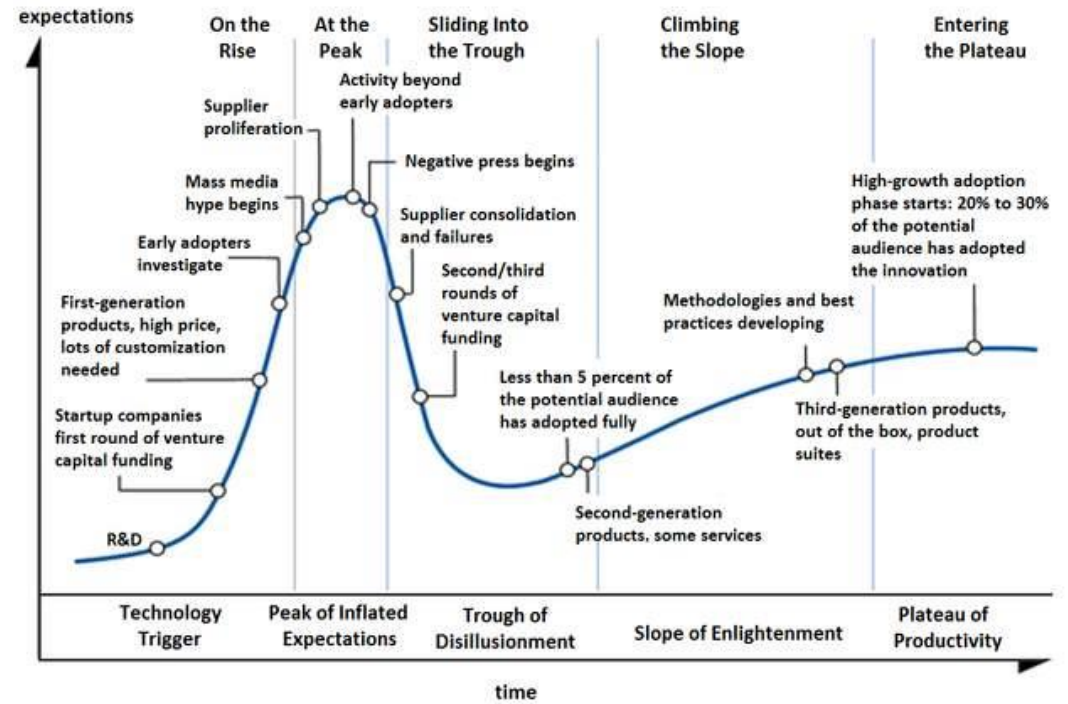 expectations
On the
Rise
At the
Peak
Sliding Into
the Trough
Climbing
the Slope
Entering
the Plateau
Activity beyond
early adopters
Supplier
proliferation
Negative press begins
Mass media
hype begins
Supplier consolidation
and failures
Early adopters
investigate
Second/third
rounds of
venture capital
funding
First-generation
products, high price,
lots of customization
needed
Startup companies
first round of venture
capital funding
R&D
Less than 5 percent of
the potential audience
has adopted fully
Second-generation
products, some services
Methodologies and best
practices developing
Third-generation products,
out of the box, product
suites
High-growth adoption
phase starts: 20% to 30%
of the potential
audience has adopted
the innovation
Technology
Trigger
Peak of Inflated
Expectations
Trough of
Disillusionment
Slope of Enlightenment
Plateau of
Productivity
time